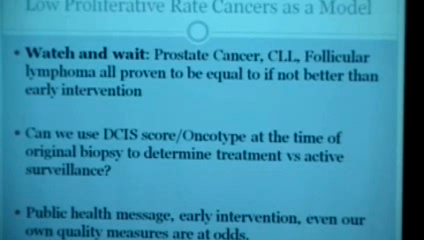 Low Proliferative Rate Cancers as a Model
• Watch and wait: Prostate Cancer, CLL, Follicular
lymphoma all proven to be equal to if not better than
early intervention
• Can we use DCIS score/Oncotype at the time of
original biopsy to determine treatment vs active
surveillance?
• Public health message, early intervention, even our
own quality measures are at odds.